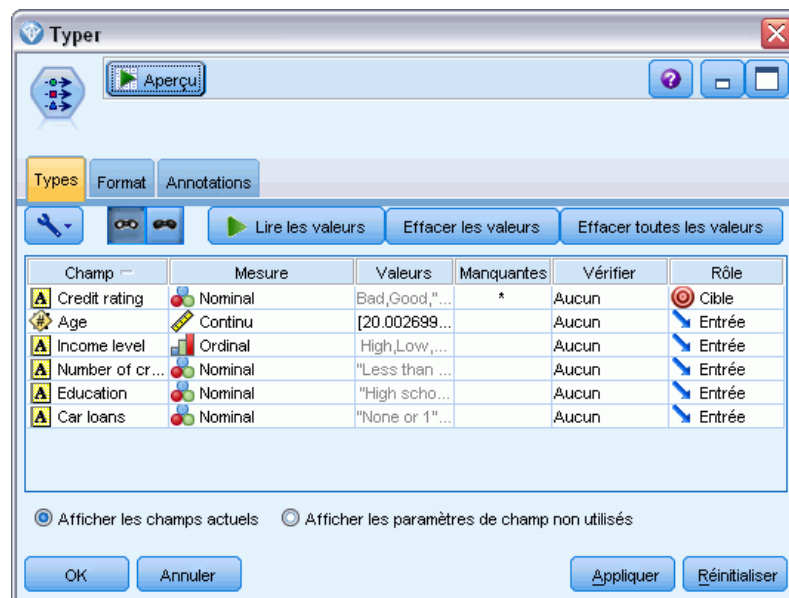 Typer
Aperçu
Types Format Annotations
Lire les valeurs Effacer les valeurs Effacer toutes les valeurs
Champ Mesure Valeurs Manquantes Vérifier Rôle
A Credit rating Nominal Bad,Good,"... * Aucun Cible
# Age Continu [20.002699... Aucun Entrée
A Income level Ordinal High,Low,... Aucun Entrée
A Number of cr... Nominal "Less than ... Aucun Entrée
A Education Nominal "High scho... Aucun Entrée
A Car loans Nominal "None or 1"... Aucun Entrée
Afficher les champs actuels Afficher les paramètres de champ non utilisés
OK Annuler Appliquer Réinitialiser